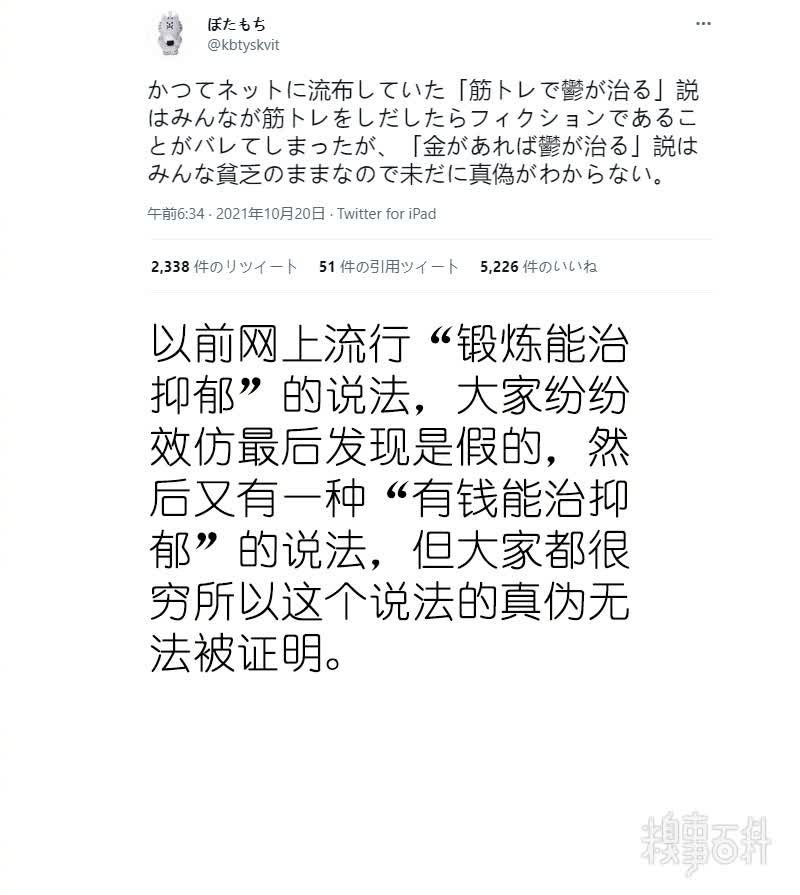 ぼたもち
@kbtyskvit
かつてネットに流布していた「筋トレで鬱が治る」説
はみんなが筋トレをしだしたらフィクションであるこ
とがバレてしまったが、「金があれば鬱が治る」説は
みんな貧乏のままなので未だに真偽がわからない。
午前6:34 · 2021年10月20日 · Twitter for iPad
2,338 件のリツイート 51 件の引用ツイート 5,226 件のいいね
以前网上流行“锻炼能治
抑郁”的说法，大家纷纷
效仿最后发现是假的，然
后又有一种“有钱能治抑
郁”的说法，但大家都很
穷所以这个说法的真伪无
法被证明。
糗事百科